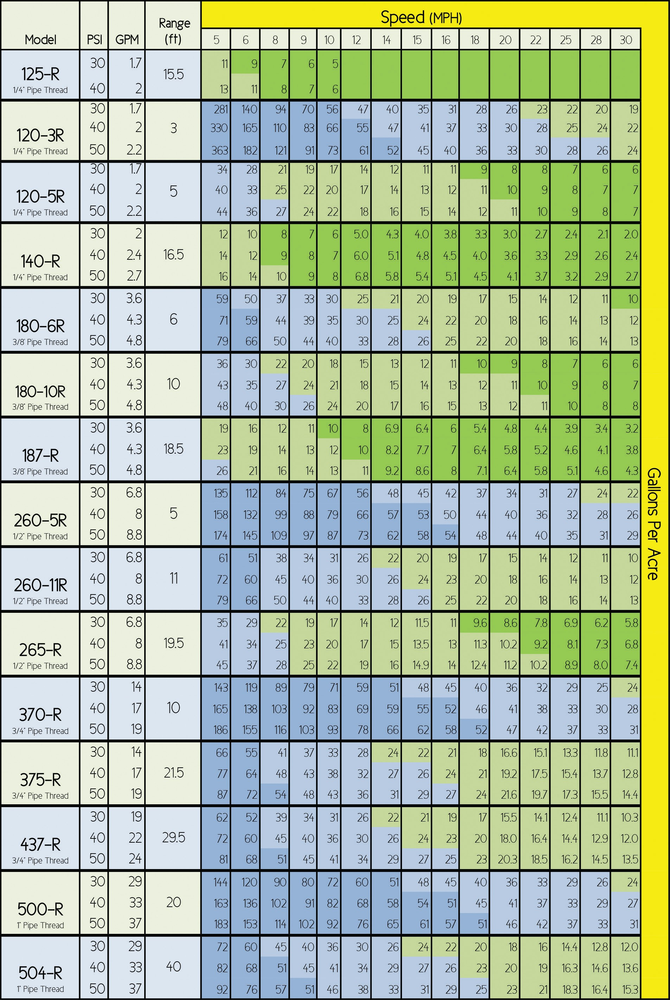 Speed (MPH)
Model PSI GPM Range (ft) 5 6 8 9 10 12 14 15 16 18 20 22 25 28 30
30 1.7 11 9 7 6 5
125-R 15.5
1/4" Pipe Thread 40 2 13 11 8 7 6
30 1.7 281 140 94 70 56 47 40 35 31 28 26 23 22 20 19
120-3R 40 2 3 330 165 110 83 66 55 47 41 37 33 30 28 25 24 22
1/4" Pipe Thread 50 2.2 363 182 121 91 73 61 52 45 40 36 33 30 28 26 24
30 1.7 34 28 21 19 17 14 12 11 11 9 8 8 7 6 6
120-5R 40 2 5 40 33 25 22 20 17 14 13 12 11 10 9 8 7 7
1/4" Pipe Thread 50 2.2 44 36 27 24 22 18 16 15 14 12 11 10 9 8 7
30 2 12 10 8 7 6 5.0 4.3 4.0 3.8 3.3 3.0 2.7 2.4 2.1 2.0
140-R 40 2.4 16.5 14 12 9 8 7 6.0 5.1 4.8 4.5 4.0 3.6 3.3 2.9 2.6 2.4
1/4" Pipe Thread 50 2.7 16 14 10 9 8 6.8 5.8 5.4 5.1 4.5 4.1 3.7 3.2 2.9 2.7
30 3.6 59 50 37 33 30 25 21 20 19 17 15 14 12 11 10
180-6R 40 4.3 6 71 59 44 39 35 30 25 24 22 20 18 16 14 13 12
3/8' Pipe Thread 50 4.8 79 66 50 44 40 33 28 26 25 22 20 18 16 14 13
30 3.6 36 30 22 20 18 15 13 12 11 10 9 8 7 6 6
180-10R 40 4.3 10 43 35 27 24 21 18 15 14 13 12 11 10 9 8 7
3/8" Pipe Thread 50 4.8 48 40 30 26 24 20 17 16 15 13 12 11 10 8 8
30 3.6 19 16 12 11 10 8 6.9 6.4 6 5.4 4.8 4.4 3.9 3.4 3.2
187-R 40 4.3 18.5 23 19 14 13 12 10 8.2 7.7 7 6.4 5.8 5.2 4.6 4.1 3.8
3/8' Pipe Thread 50 4.8 26 21 16 14 13 11 9.2 8.6 8 7.1 6.4 5.8 5.1 4.6 4.3
30 6.8 135 112 84 75 67 56 48 45 42 37 34 31 27 24 22
260-5R 40 8 5 158 132 99 88 79 66 57 53 50 44 40 36 32 28 26
1/2" Pipe Thread 50 8.8 174 145 109 97 87 73 62 58 54 48 44 40 35 31 29
30 6.8 61 51 38 34 31 26 22 20 19 17 15 14 12 11 10
260-11R 40 8 11 72 60 45 40 36 30 26 24 23 20 18 16 14 13 12
1/2" Pipe Thread 50 8.8 79 66 50 44 40 33 28 26 25 22 20 18 16 14 13
30 6.8 35 29 22 19 17 14 12 11.5 11 9.6 8.6 7.8 6.9 6.2 5.8
265-R 40 8 19.5 41 34 25 23 20 17 15 13.5 13 11.3 10.2 9.2 8.1 7.3 6.8
1/2" Pipe Thread 50 8.8 45 37 28 25 22 19 16 14.9 14 12.4 11.2 10.2 8.9 8.0 7.4
30 14 143 119 89 79 71 59 51 48 45 40 36 32 29 25 24
370-R 40 17 10 165 138 103 92 83 69 59 55 52 46 41 38 33 30 28
3/4" Pipe Thread 50 19 186 155 116 103 93 78 66 62 58 52 47 42 37 33 31
30 14 66 55 41 37 33 28 24 22 21 18 16.6 15.1 13.3 11.8 11.1
375-R 40 17 21.5 77 64 48 43 38 32 27 26 24 21 19.2 17.5 15.4 13.7 12.8
3/4" Pipe Thread 50 19 87 72 54 48 43 36 31 29 27 24 21.6 19.7 17.3 15.5 14.4
30 19 62 52 39 34 31 26 22 21 19 17 15.5 14.1 12.4 11.1 10.3
437-R 40 22 29.5 72 60 45 40 36 30 26 24 23 20 18.0 16.4 14.4 12.9 12.0
3/4" Pipe Thread 50 24 81 68 51 45 41 34 29 27 25 23 20.3 18.5 16.2 14.5 13.5
30 29 144 120 90 80 72 60 51 48 45 40 36 33 29 26 24
500-R 40 33 20 163 136 102 91 82 68 58 54 51 45 41 37 33 29 27
1" Pipe Thread 50 37 183 153 114 102 92 76 65 61 57 51 46 42 37 33 31
30 29 72 60 45 40 36 30 26 24 22 20 18 16 14.4 12.8 12.0
504-R 40 33 40 82 68 51 45 41 34 29 27 26 23 20 19 16.3 14.6 13.6
1" Pipe Thread 50 37 92 76 57 51 46 38 33 31 29 25 23 21 18.3 16.4 15.3
Gallons Per Acre